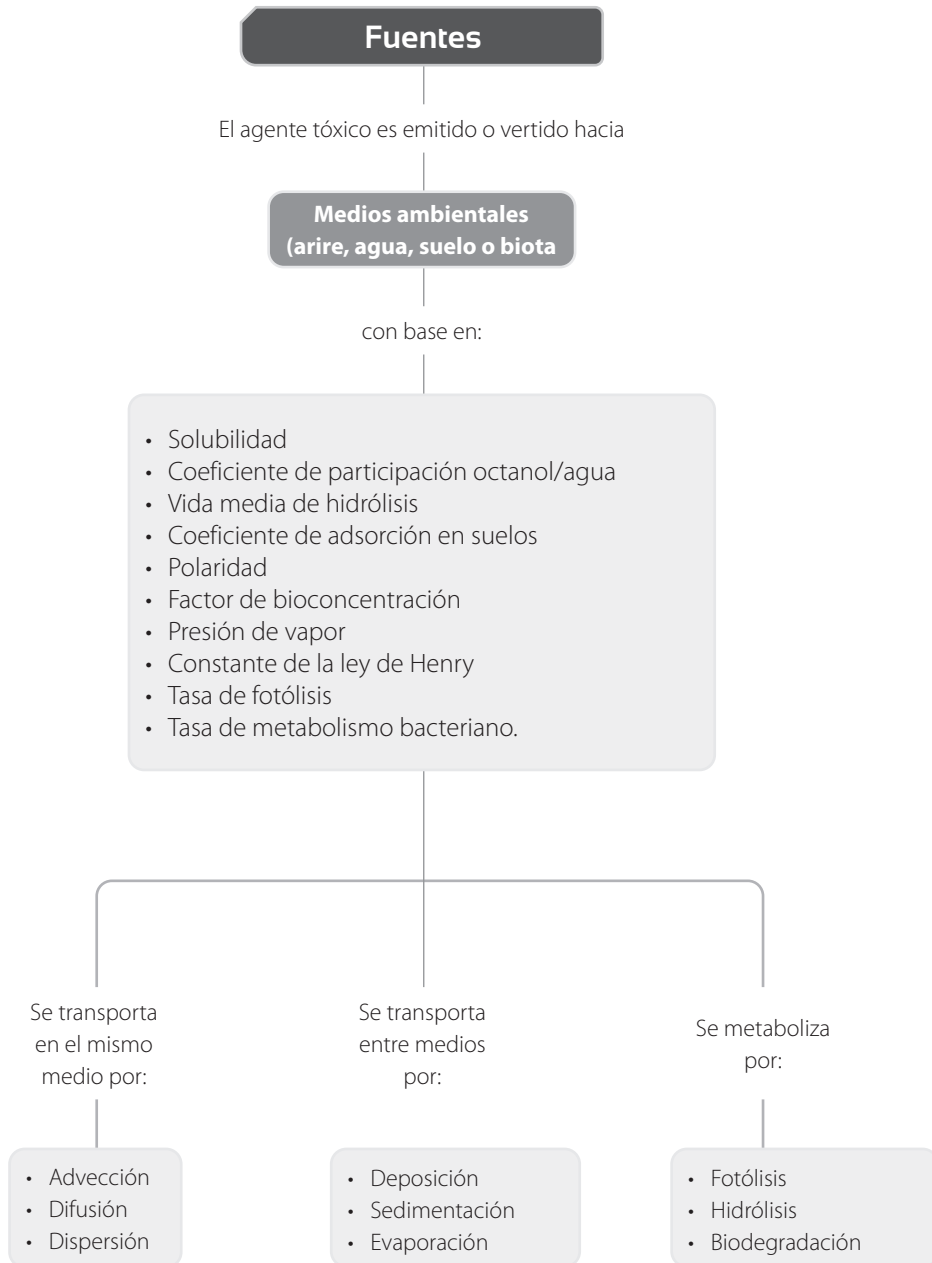 Fuentes
El agente tóxico es emitido o vertido hacia
Medios ambientales
(arire, agua, suelo o biota
con base en:
• Solubilidad
• Coeficiente de participación octanol/agua
• Vida media de hidrólisis
• Coeficiente de adsorción en suelos
• Polaridad
• Factor de bioconcentración
• Presión de vapor
• Constante de la ley de Henry
• Tasa de fotólisis
• Tasa de metabolismo bacteriano.
Se transporta
en el mismo
medio por:
• Advección
• Difusión
• Dispersión
Se transporta
entre medios
por:
• Deposición
• Sedimentación
• Evaporación
Se metaboliza
por:
• Fotólisis
• Hidrólisis
• Biodegradación